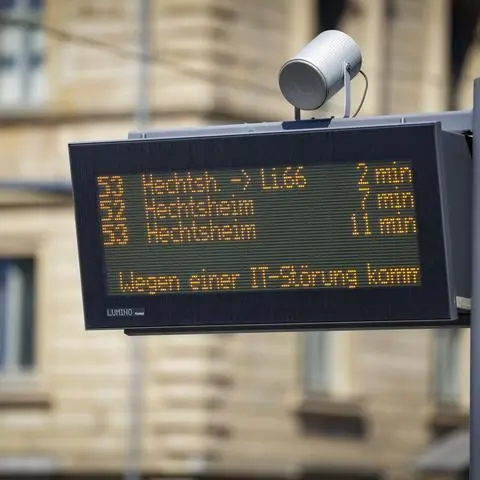 53 Hechtsh. -> Li.66 2 min
52 Hechtsheim 7 min
53 Hechtsheim 11 min
Wegen einer IT-Störung komm
LUMINO